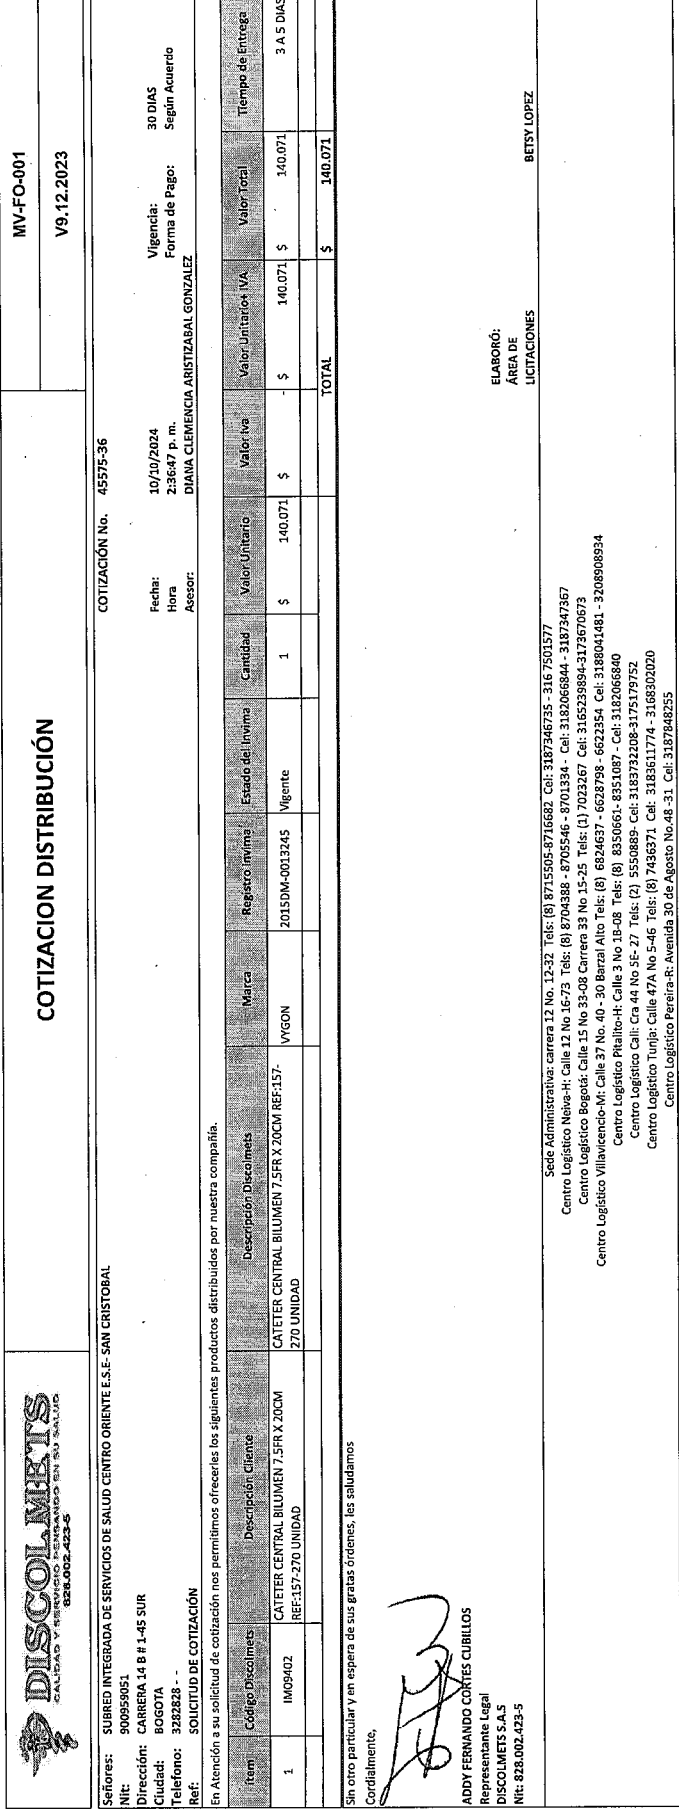 DISCOLMETS
CALIDAD Y SERVICIO PENSANDO EN SU SALUD
828.002.423-5
COTIZACION DISTRIBUCIÓN
MV-FO-001
V9.12.2023
Señores: SUBRED INTEGRADA DE SERVICIOS DE SALUD CENTRO ORIENTE E.S.E- SAN CRISTOBAL
COTIZACIÓN No. 45575-36
Nit: 900959051
Dirección: CARRERA 14 B # 1-45 SUR
Fecha: 10/10/2024
Vigencia: 30 DIAS
Ciudad: BOGOTA
Hora 2:36:47 p. m.
Forma de Pago: Según Acuerdo
Telefono: 3282828 - -
Asesor: DIANA CLEMENCIA ARISTIZABAL GONZALEZ
Ref: SOLICITUD DE COTIZACIÓN
En Atención a su solicitud de cotización nos permitimos ofrecerles los siguientes productos distribuidos por nuestra compañía.
Item Código Discolmets Descripción Cliente Descripción Discolmets Marca Registro Invima Estado del Invima Cantidad Valor Unitario Valor Iva Valor Unitario+ IVA Valor Total Tiempo de Entrega
1 IM09402 CATETER CENTRAL BILUMEN 7.5FR X 20CM CATETER CENTRAL BILUMEN 7.5FR X 20CM REF:157- VYGON 2015DM-0013245 Vigente 1 $ 140.071 $ - $ 140.071 $ 140.071 3 A 5 DIAS
REF:157-270 UNIDAD 270 UNIDAD
TOTAL $ 140.071
Sin otro particular y en espera de sus gratas órdenes, les saludamos
Cordialmente,
ADDY FERNANDO CORTES CUBILLOS
Representante Legal
DISCOLMETS S.A.S
Nit: 828.002.423-5
ELABORÓ:
ÁREA DE
LICITACIONES
BETSY LOPEZ
Sede Administrativa: carrera 12 No. 12-32 Tels: (8) 8715505-8716682 Cel: 3187346735 - 316 7501577
Centro Logístico Neiva-H: Calle 12 No 16-73 Tels: (8) 8704388 - 8705546 - 8701334 - Cel: 3182066844 - 3187347367
Centro Logístico Bogotá: Calle 15 No 33-08 Carrera 33 No 15-25 Tels: (1) 7023267 Cel: 3165239894-3173670673
Centro Logístico Villavicencio-M: Calle 37 No. 40 - 30 Barzal Alto Tels: (8) 6824637 - 6628798 - 6622354 Cel: 3188041481 - 3208908934
Centro Logístico Pitalito-H: Calle 3 No 1B-08 Tels: (8) 8350661- 8351087 - Cel: 3182066840
Centro Logístico Cali: Cra 44 No 5E- 27 Tels: (2) 5550889- Cel: 3183732208-3175179752
Centro Logístico Tunja: Calle 47A No 5-46 Tels: (8) 7436371 Cel: 3183611774 - 3168302020
Centro Logístico Pereira-R: Avenida 30 de Agosto No.48 -31 Cel: 3187848255